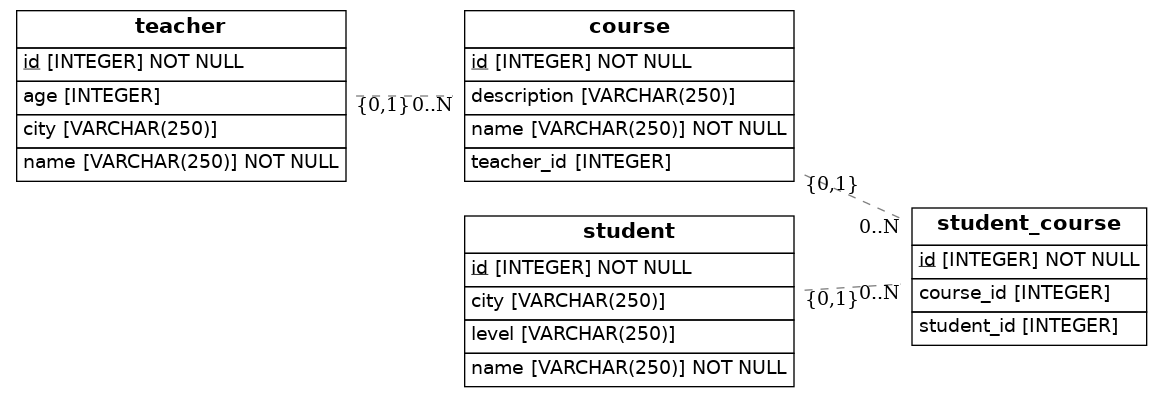 teacher
id [INTEGER] NOT NULL
age [INTEGER]
city [VARCHAR(250)]
name [VARCHAR(250)] NOT NULL
{0,1}
0..N
course
id [INTEGER] NOT NULL
description [VARCHAR(250)]
name [VARCHAR(250)] NOT NULL
teacher_id [INTEGER]
{0,1}
0..N
student
id [INTEGER] NOT NULL
city [VARCHAR(250)]
level [VARCHAR(250)]
name [VARCHAR(250)] NOT NULL
{0,1}
0..N
student_course
id [INTEGER] NOT NULL
course_id [INTEGER]
student_id [INTEGER]